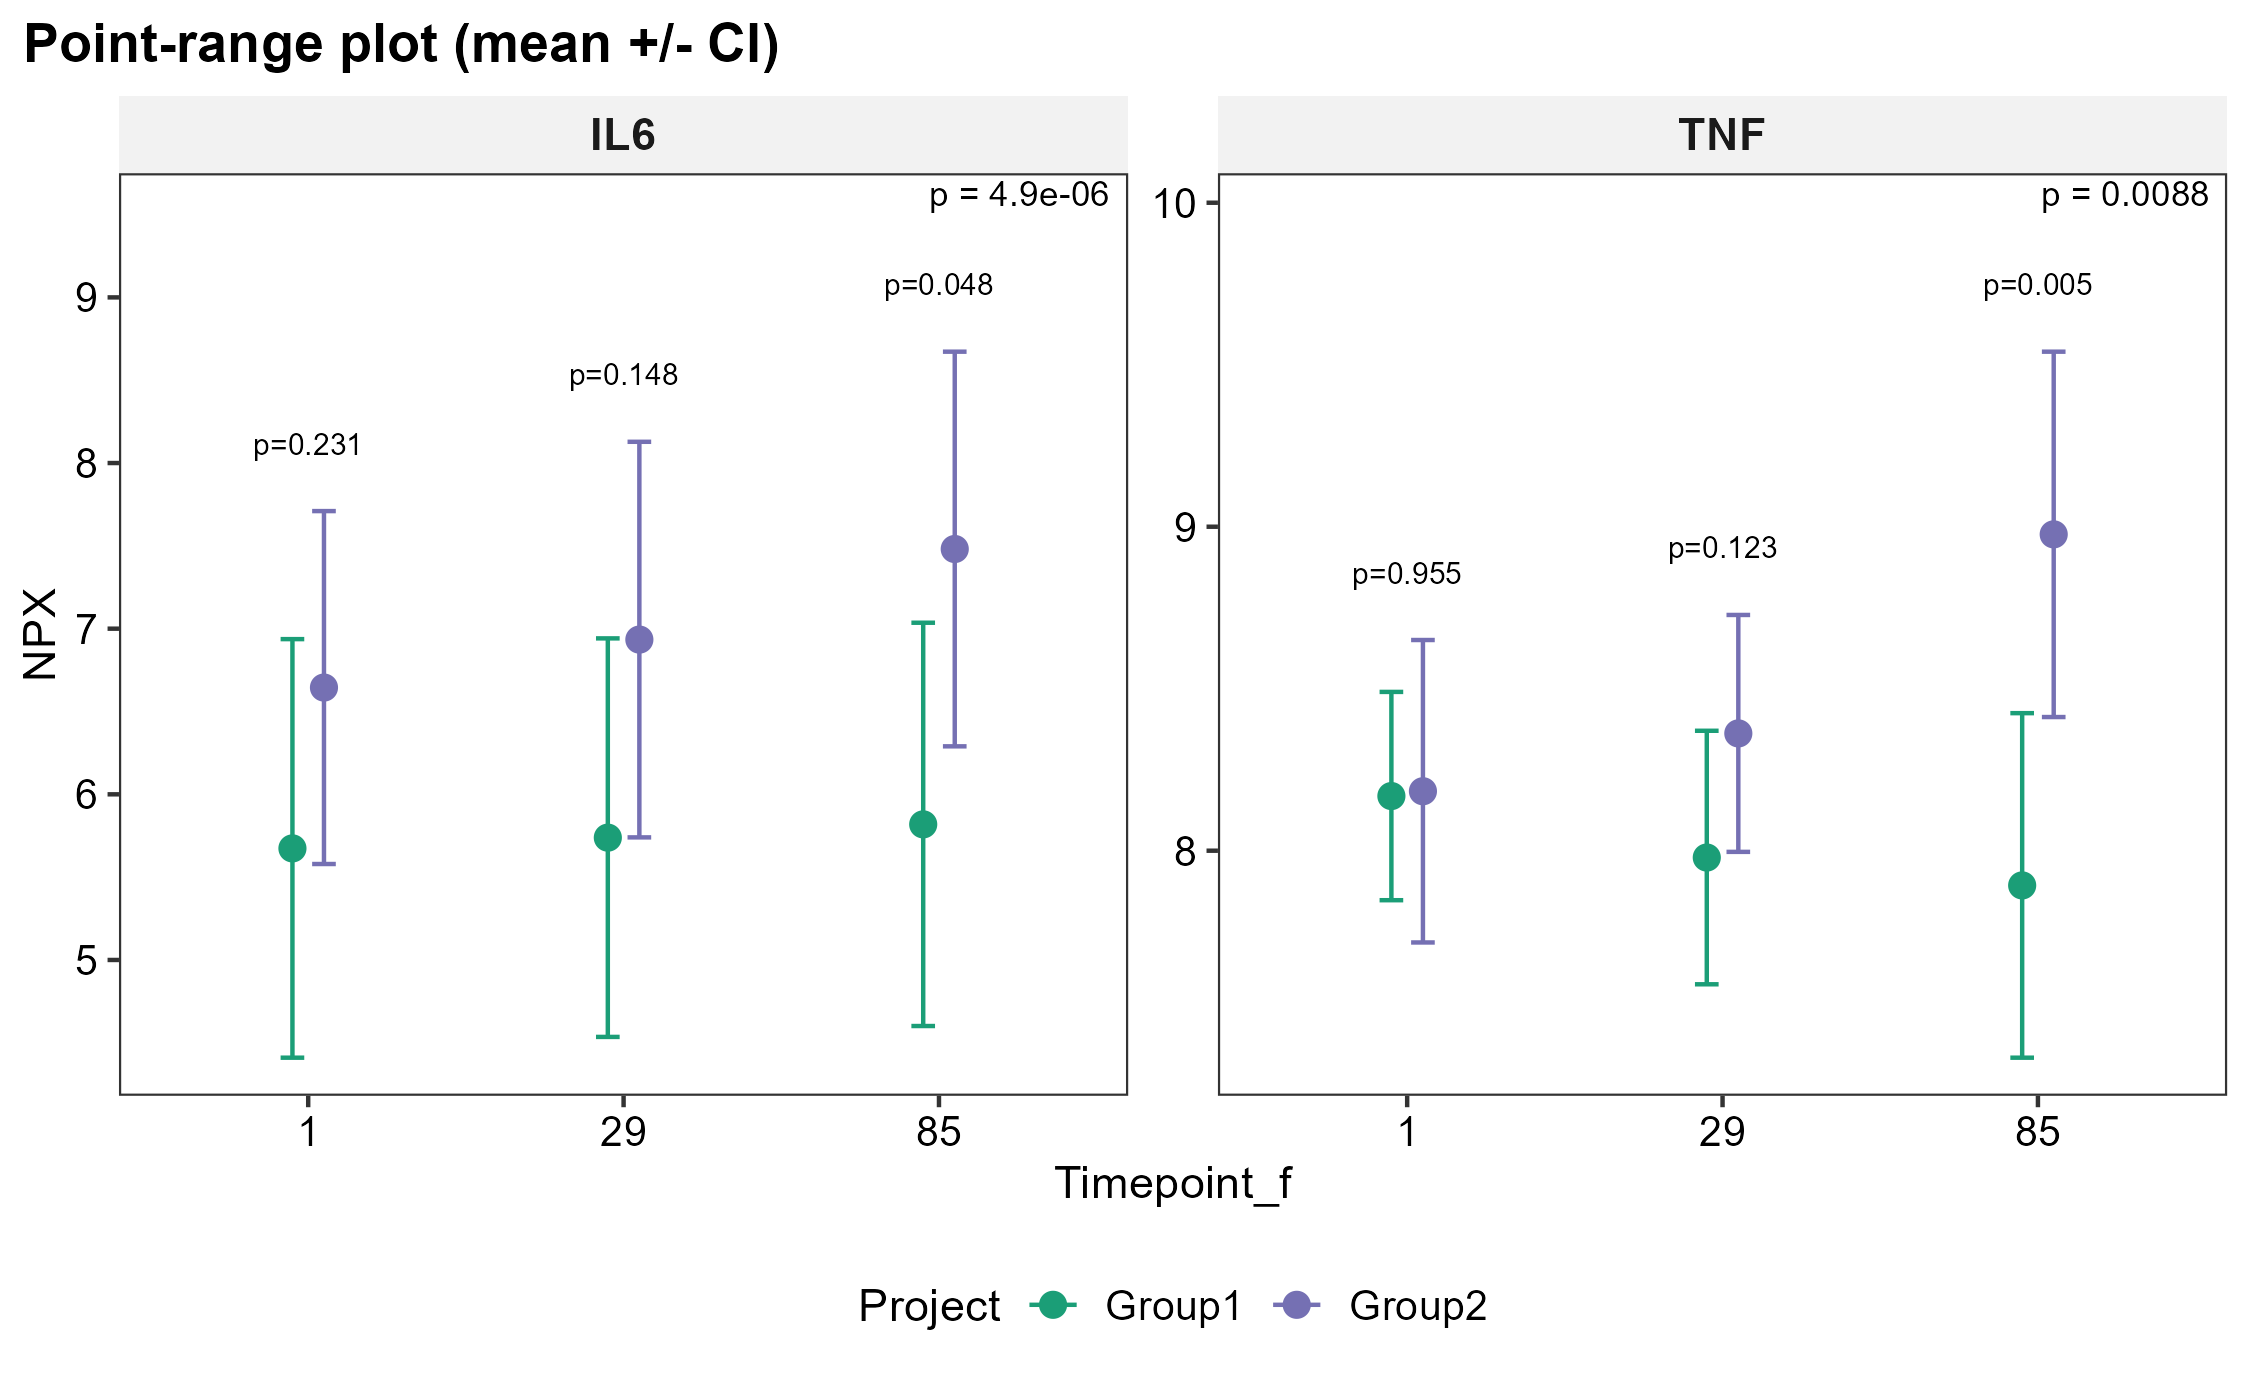 Point-range plot (mean +/- CI)
IL6
TNF
p = 4.9e-06
p=0.048
p=0.148
p=0.231
p = 0.0088
p=0.005
p=0.123
p=0.955
NPX
9
8
7
6
5
10
9
8
1 29 85
1 29 85
Timepoint_f
Project Group1 Group2